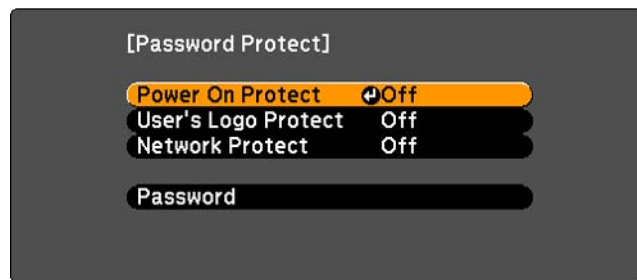 [Password Protect]
Power On Protect Off
User's Logo Protect Off
Network Protect Off
Password